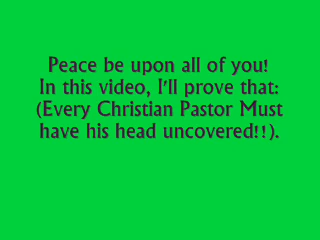 Peace be upon all of you!
In this video, I'll prove that:
(Every Christian Pastor Must
have his head uncovered!!).